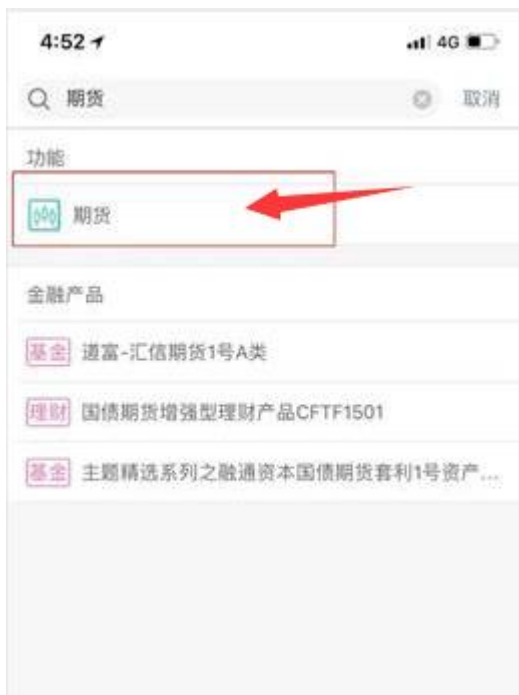 4:52 4G
期货 取消
功能
期货
金融产品
基金 道富-汇信期货1号A类
理财 国债期货增强型理财产品CFTF1501
基金 主题精选系列之融通资本国债期货套利1号资产...